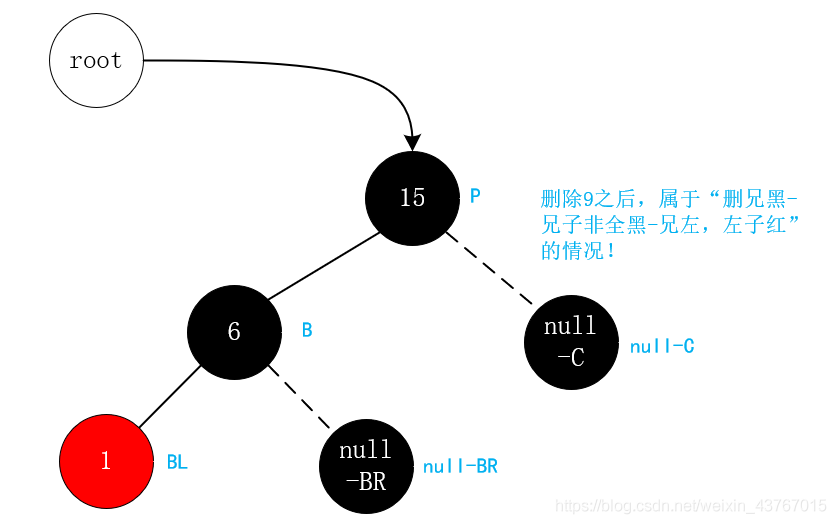 root
15
P
删除9之后，属于“删兄黑-
兄子非全黑-兄左，左子红”
的情况！
6
B
null
-C
null-C
1
BL
null
-BR
null-BR
https://blog.csdn.net/weixin_43767015